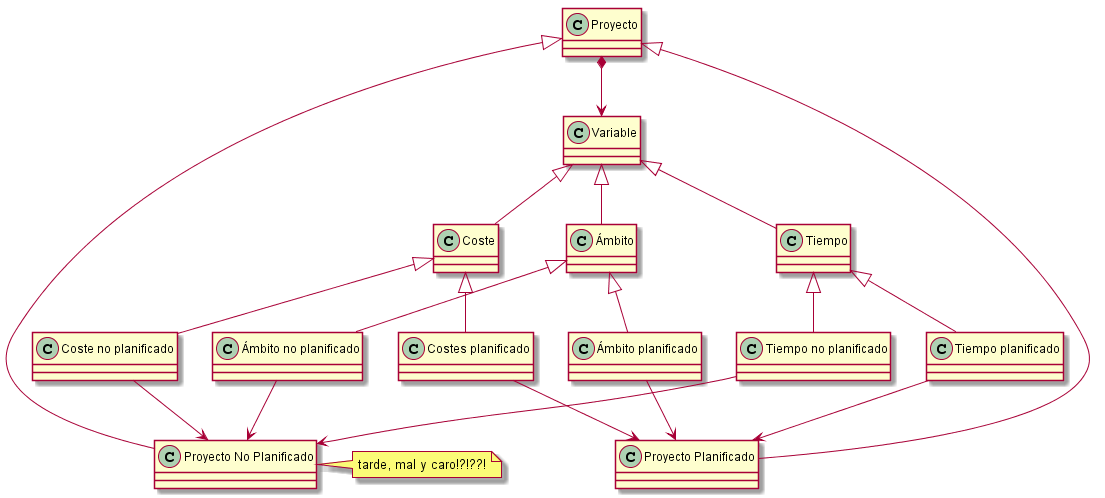 C Proyecto
C Variable
C Coste
C Ámbito
C Tiempo
C Coste no planificado
C Ámbito no planificado
C Costes planificado
C Ámbito planificado
C Tiempo no planificado
C Tiempo planificado
C Proyecto No Planificado
tarde, mal y caro!?!??!
C Proyecto Planificado